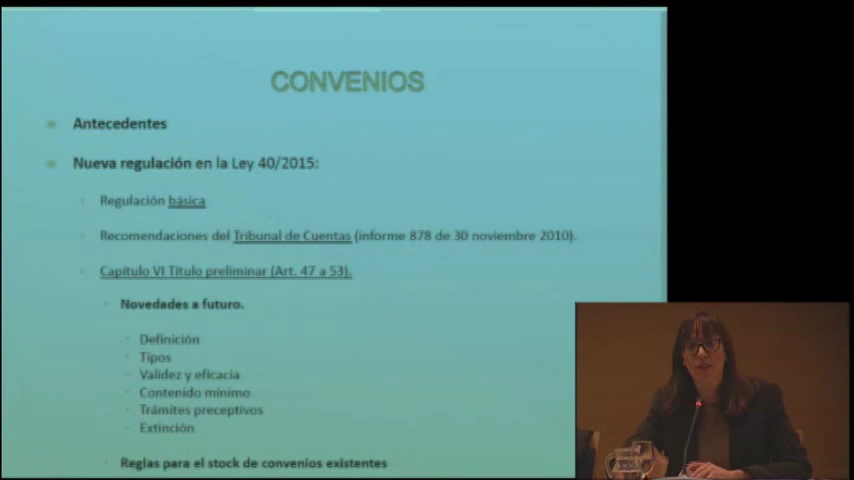 CONVENIOS
Antecedentes
Nueva regulación en la Ley 40/2015:
Regulación básica
Recomendaciones del Tribunal de Cuentas (informe 878 de 30 noviembre 2010).
Capítulo VI Título preliminar (Art. 47 a 53).
Novedades a futuro.
Definición
Tipos
Validez y eficacia
Contenido mínimo
Trámites preceptivos
Extinción
Reglas para el stock de convenios existentes